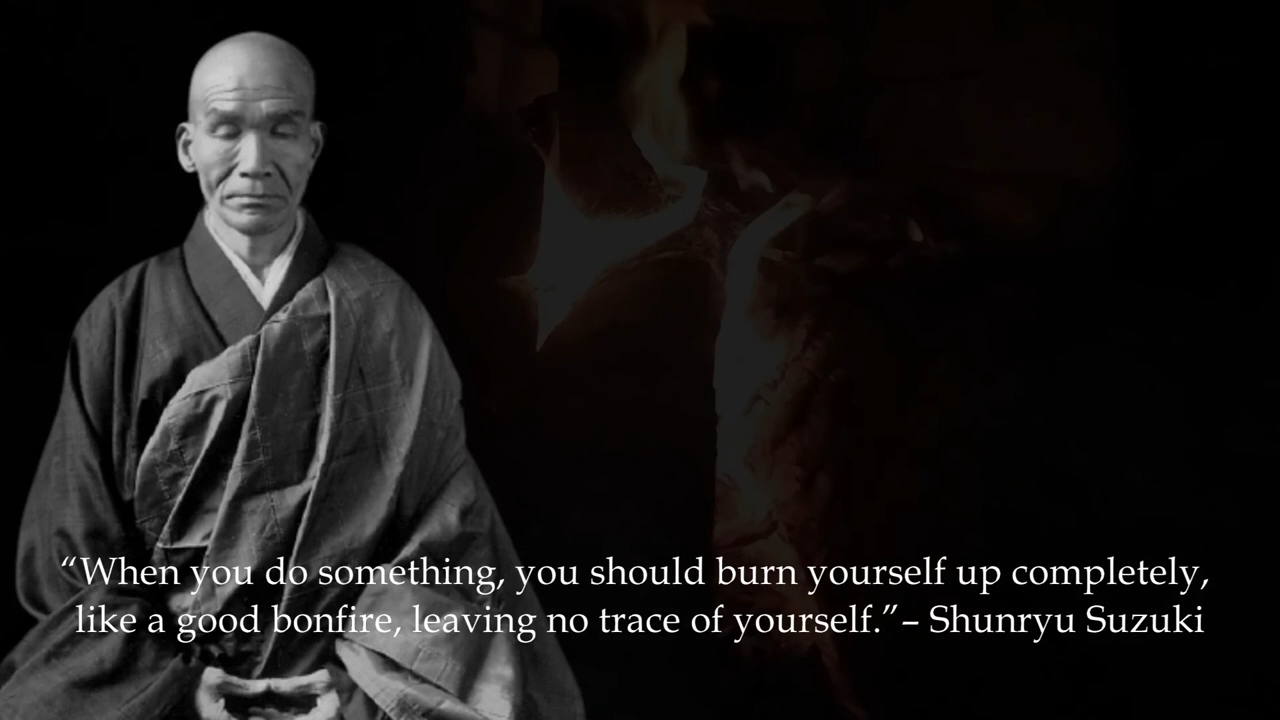 “When you do something, you should burn yourself up completely,
like a good bonfire, leaving no trace of yourself.”– Shunryu Suzuki